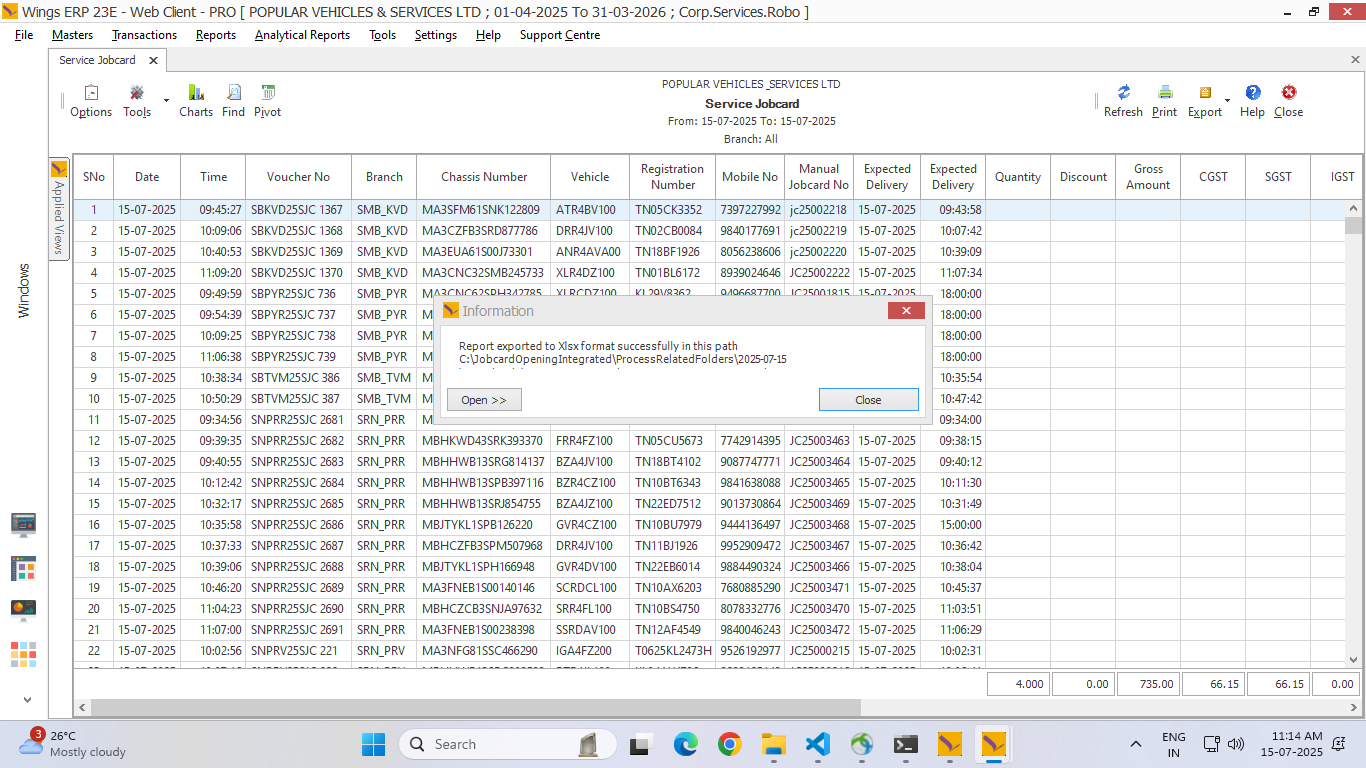 Wings ERP 23E - Web Client - PRO [ POPULAR VEHICLES & SERVICES LTD ; 01-04-2025 To 31-03-2026 ; Corp.Services.Robo ]
File Masters Transactions Reports Analytical Reports Tools Settings Help Support Centre
Service Jobcard
Options Tools Charts Find Pivot
POPULAR VEHICLES _SERVICES LTD
Service Jobcard
From: 15-07-2025 To: 15-07-2025
Branch: All
Refresh Print Export Help Close
Windows
Applied Views
SNo Date Time Voucher No Branch Chassis Number Vehicle Registration Number Mobile No Manual Jobcard No Expected Delivery Expected Delivery Quantity Discount Gross Amount CGST SGST IGST
1 15-07-2025 09:45:27 SBKVD25SJC 1367 SMB_KVD MA3SFM61SNK122809 ATR4BV100 TN05CK3352 7397227992 jc25002218 15-07-2025 09:43:58
2 15-07-2025 10:09:06 SBKVD25SJC 1368 SMB_KVD MA3CZFB3SRD877786 DRR4JV100 TN02CB0084 9840177691 jc25002219 15-07-2025 10:07:42
3 15-07-2025 10:40:53 SBKVD25SJC 1369 SMB_KVD MA3EUA61S00J73301 ANR4AVA00 TN18BF1926 8056238606 jc25002220 15-07-2025 10:39:09
4 15-07-2025 11:09:20 SBKVD25SJC 1370 SMB_KVD MA3CNC32SMB245733 XLR4DZ100 TN01BL6172 8939024646 JC25002222 15-07-2025 11:07:34
5 15-07-2025 09:49:59 SBPYR25SJC 736 SMB_PYR MA3CNC62SPH342785 XLRCDZ100 KL29V8362 9496687700 JC25001815 15-07-2025 18:00:00
6 15-07-2025 09:54:39 SBPYR25SJC 737 SMB_PYR 18:00:00
7 15-07-2025 10:09:25 SBPYR25SJC 738 SMB_PYR 18:00:00
8 15-07-2025 11:06:38 SBPYR25SJC 739 SMB_PYR 18:00:00
9 15-07-2025 10:38:34 SBTVM25SJC 386 SMB_TVM 10:35:54
10 15-07-2025 10:50:29 SBTVM25SJC 387 SMB_TVM 10:47:42
11 15-07-2025 09:34:56 SNPRR25SJC 2681 SRN_PRR 09:34:00
Information
Report exported to Xlsx format successfully in this path
C:\JobcardOpeningIntegrated\ProcessRelatedFolders\2025-07-15
Open >> Close
12 15-07-2025 09:39:35 SNPRR25SJC 2682 SRN_PRR MBHKWD43SRK393370 FRR4FZ100 TN05CU5673 7742914395 JC25003463 15-07-2025 09:38:15
13 15-07-2025 09:40:55 SNPRR25SJC 2683 SRN_PRR MBHHWB13SRG814137 BZA4JV100 TN18BT4102 9087747771 JC25003464 15-07-2025 09:40:12
14 15-07-2025 10:12:42 SNPRR25SJC 2684 SRN_PRR MBHHWB13SPB397116 BZR4CZ100 TN10BT6343 9841638088 JC25003465 15-07-2025 10:11:30
15 15-07-2025 10:32:17 SNPRR25SJC 2685 SRN_PRR MBHHWB13SRJ854755 BZA4JZ100 TN22ED7512 9013730864 JC25003469 15-07-2025 10:31:49
16 15-07-2025 10:35:58 SNPRR25SJC 2686 SRN_PRR MBJTYKL1SPB126220 GVR4CZ100 TN10BU7979 9444136497 JC25003468 15-07-2025 15:00:00
17 15-07-2025 10:37:33 SNPRR25SJC 2687 SRN_PRR MBHCZFB3SPM507968 DRR4JV100 TN11BJ1926 9952909472 JC25003467 15-07-2025 10:36:42
18 15-07-2025 10:39:06 SNPRR25SJC 2688 SRN_PRR MBJTYKL1SPH166948 GVR4DV100 TN22EB6014 9884490324 JC25003466 15-07-2025 10:38:04
19 15-07-2025 10:46:20 SNPRR25SJC 2689 SRN_PRR MA3FNEB1S00140146 SCRDCL100 TN10AX6203 7680885290 JC25003471 15-07-2025 10:45:37
20 15-07-2025 11:04:23 SNPRR25SJC 2690 SRN_PRR MBHCZCB3SNJA97632 SRR4FL100 TN10BS4750 8078332776 JC25003470 15-07-2025 11:03:51
21 15-07-2025 11:07:00 SNPRR25SJC 2691 SRN_PRR MA3FNEB1S00238398 SSRDAV100 TN12AF4549 9840046243 JC25003472 15-07-2025 11:06:29
22 15-07-2025 10:02:56 SNPRV25SJC 221 SRN_PRV MA3NFG81SSC466290 IGA4FZ200 T0625KL2473H 9526192977 JC25000215 15-07-2025 10:02:31
4.000 0.00 735.00 66.15 66.15 0.00
3
26°C
Mostly cloudy
Search
ENG
IN
11:14 AM
15-07-2025